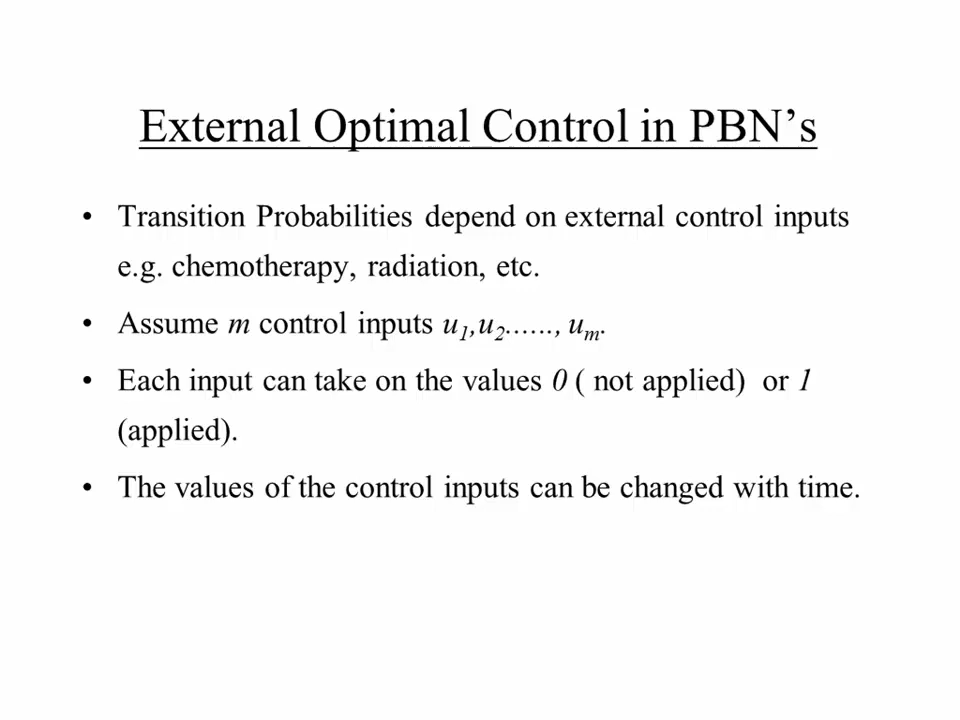 External Optimal Control in PBN’s
• Transition Probabilities depend on external control inputs
e.g. chemotherapy, radiation, etc.
• Assume m control inputs u1,u2......, um.
• Each input can take on the values 0 ( not applied) or 1
(applied).
• The values of the control inputs can be changed with time.